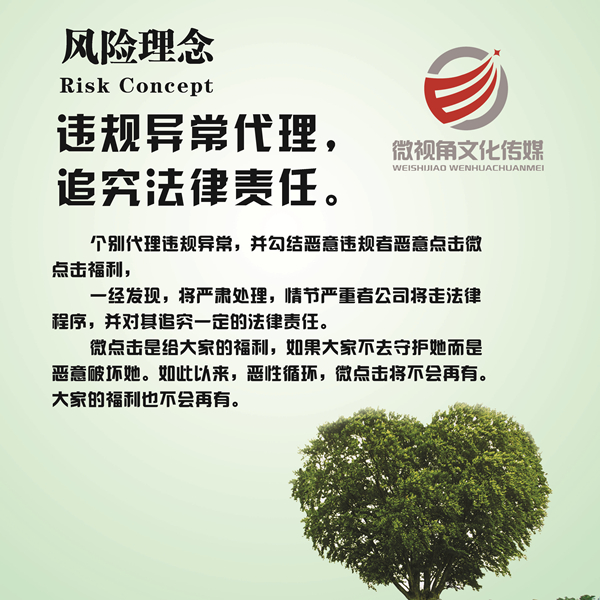 风险理念
Risk Concept
违规异常代理，
追究法律责任。
微视角文化传媒
WEISHIJIAO WENHUACHUANMEI
个别代理违规异常，并勾结恶意违规者恶意点击微
点击福利，
一经发现，将严肃处理，情节严重者公司将走法律
程序，并对其追究一定的法律责任。
微点击是给大家的福利，如果大家不去守护她而是
恶意破坏她。如此以来，恶性循环，微点击将不会再有。
大家的福利也不会再有。